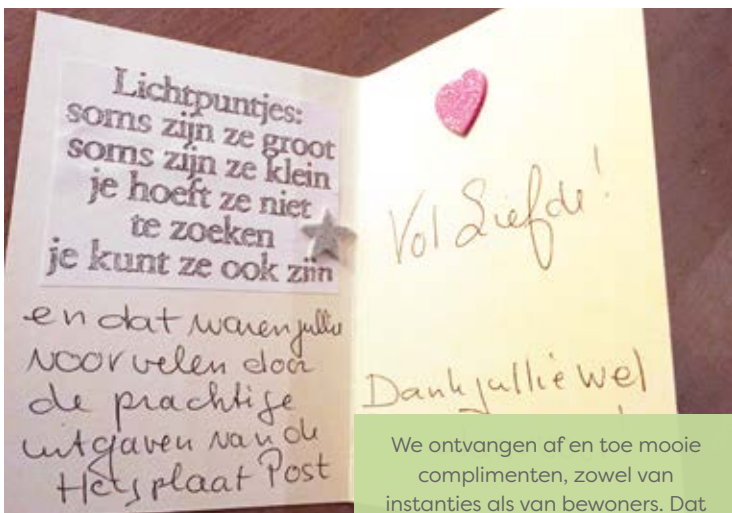 Lichtpuntjes:
soms zijn ze groot
soms zijn ze klein
je hoeft ze niet
te zoeken
je kunt ze ook zijn
en dat waren jullie
voor velen door
de prachtige
uitgaven van de
Heijplaat Post
Vol Liefde!
Dank jullie wel
We ontvangen af en toe mooie
complimenten, zowel van
instanties als van bewoners. Dat